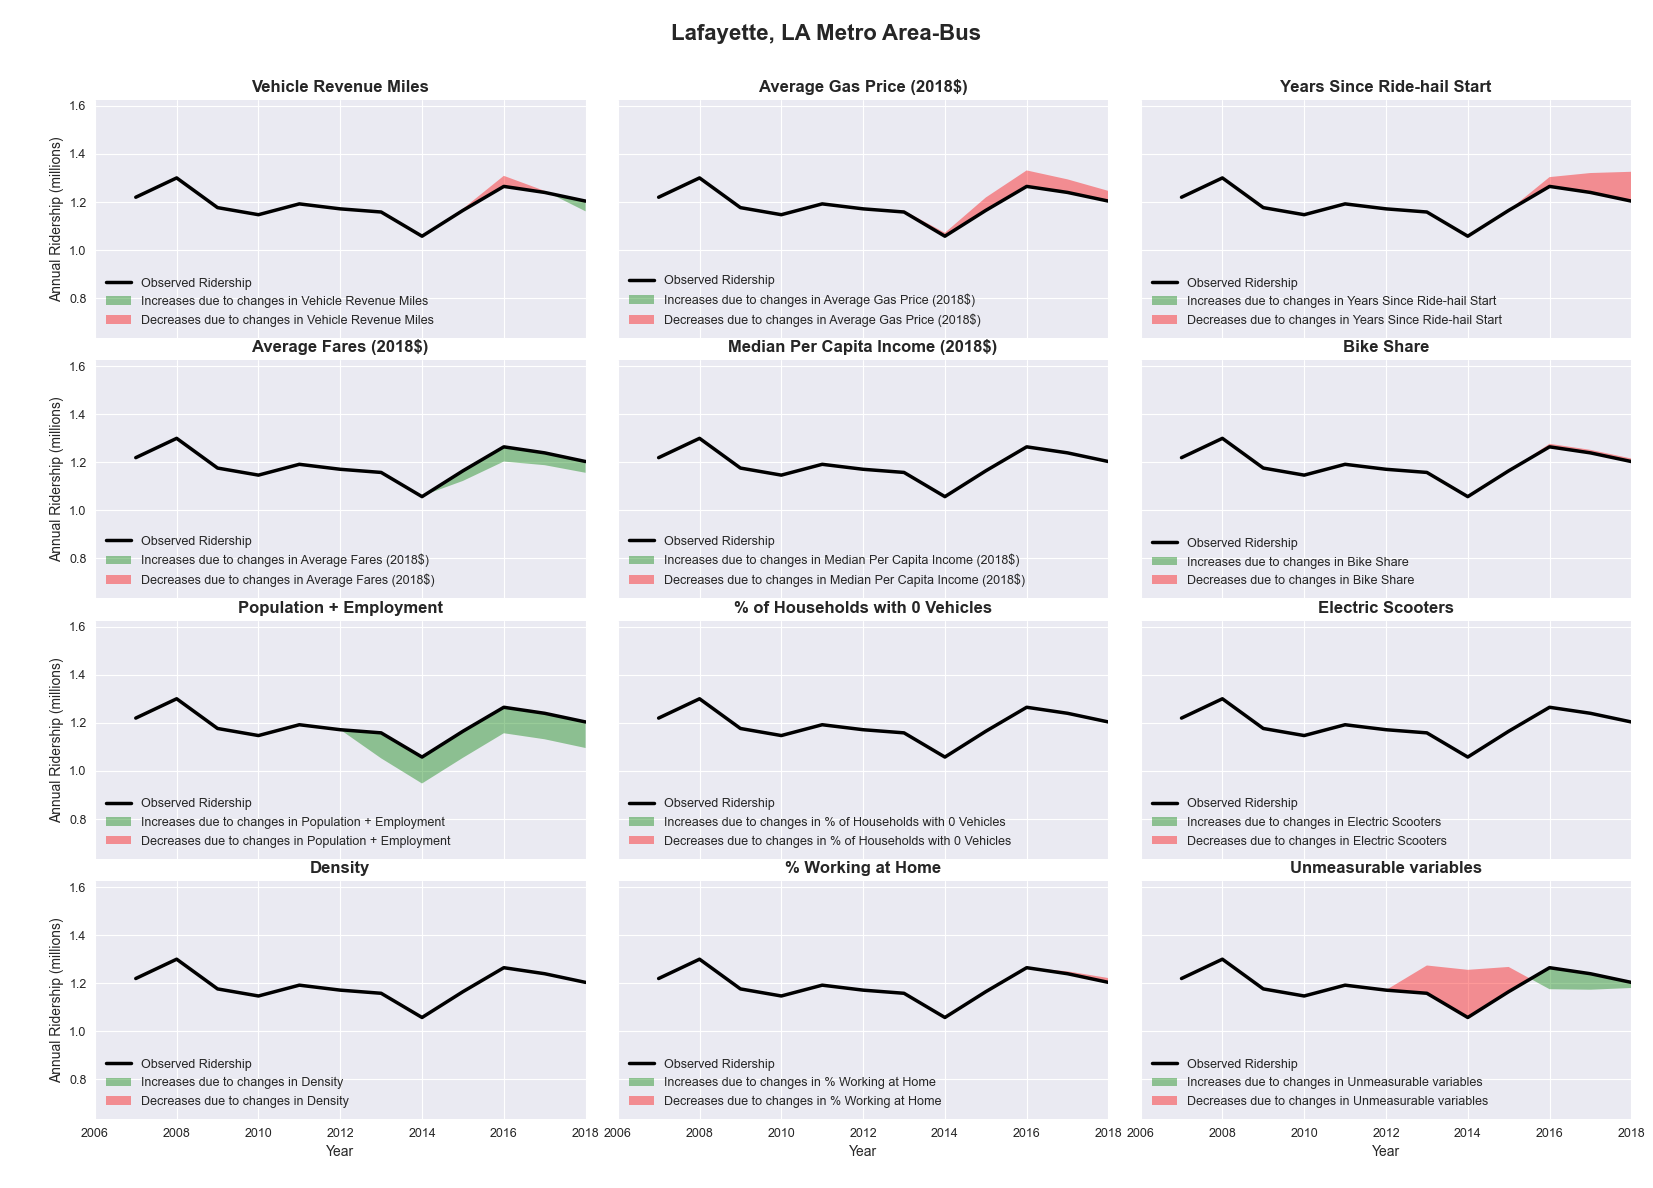 Lafayette, LA Metro Area-Bus
Vehicle Revenue Miles
1.6
1.4
1.2
1.0
0.8
Annual Ridership (millions)
Observed Ridership
Increases due to changes in Vehicle Revenue Miles
Decreases due to changes in Vehicle Revenue Miles
Average Gas Price (2018$)
Observed Ridership
Increases due to changes in Average Gas Price (2018$)
Decreases due to changes in Average Gas Price (2018$)
Years Since Ride-hail Start
Observed Ridership
Increases due to changes in Years Since Ride-hail Start
Decreases due to changes in Years Since Ride-hail Start
Average Fares (2018$)
1.6
1.4
1.2
1.0
0.8
Annual Ridership (millions)
Observed Ridership
Increases due to changes in Average Fares (2018$)
Decreases due to changes in Average Fares (2018$)
Median Per Capita Income (2018$)
Observed Ridership
Increases due to changes in Median Per Capita Income (2018$)
Decreases due to changes in Median Per Capita Income (2018$)
Bike Share
Observed Ridership
Increases due to changes in Bike Share
Decreases due to changes in Bike Share
Population + Employment
1.6
1.4
1.2
1.0
0.8
Annual Ridership (millions)
Observed Ridership
Increases due to changes in Population + Employment
Decreases due to changes in Population + Employment
% of Households with 0 Vehicles
Observed Ridership
Increases due to changes in % of Households with 0 Vehicles
Decreases due to changes in % of Households with 0 Vehicles
Electric Scooters
Observed Ridership
Increases due to changes in Electric Scooters
Decreases due to changes in Electric Scooters
Density
1.6
1.4
1.2
1.0
0.8
Annual Ridership (millions)
Observed Ridership
Increases due to changes in Density
Decreases due to changes in Density
2006 2008 2010 2012 2014 2016 2018
Year
% Working at Home
Observed Ridership
Increases due to changes in % Working at Home
Decreases due to changes in % Working at Home
2006 2008 2010 2012 2014 2016 2018
Year
Unmeasurable variables
Observed Ridership
Increases due to changes in Unmeasurable variables
Decreases due to changes in Unmeasurable variables
2006 2008 2010 2012 2014 2016 2018
Year